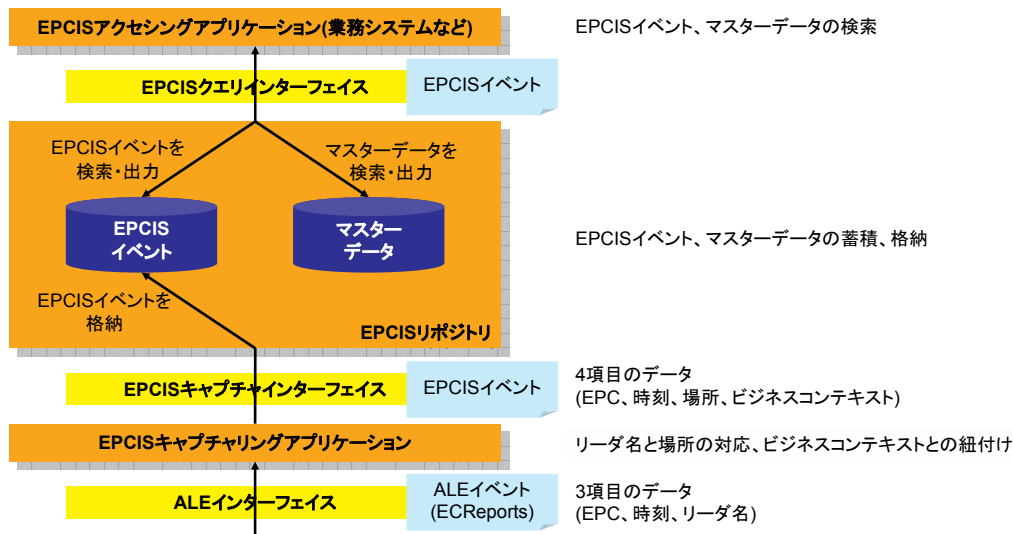 EPCISアクセシングアプリケーション(業務システムなど)
EPCISイベント、マスターデータの検索
EPCISクエリインターフェイス
EPCISイベント
EPCISイベントを
検索・出力
マスターデータを
検索・出力
EPCIS
イベント
マスター
データ
EPCISイベント、マスターデータの蓄積、格納
EPCISイベントを
格納
EPCISリポジトリ
EPCISキャプチャインターフェイス
EPCISイベント
4項目のデータ
(EPC、時刻、場所、ビジネスコンテキスト)
EPCISキャプチャリングアプリケーション
リーダ名と場所の対応、ビジネスコンテキストとの紐付け
ALEインターフェイス
ALEイベント
(ECReports)
3項目のデータ
(EPC、時刻、リーダ名)